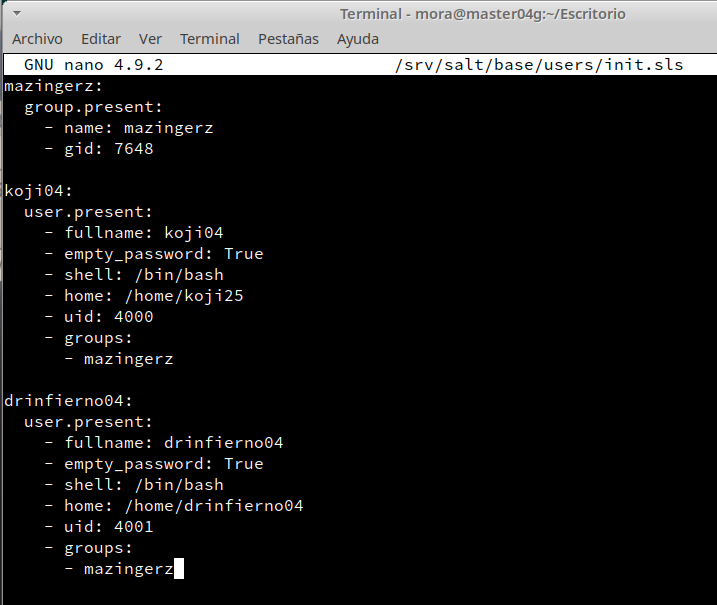 Terminal - mora@master04g:~/Escritorio
Archivo Editar Ver Terminal Pestañas Ayuda
GNU nano 4.9.2 /srv/salt/base/users/init.sls
mazingerz:
  group.present:
    - name: mazingerz
    - gid: 7648

koji04:
  user.present:
    - fullname: koji04
    - empty_password: True
    - shell: /bin/bash
    - home: /home/koji25
    - uid: 4000
    - groups:
      - mazingerz

drinfierno04:
  user.present:
    - fullname: drinfierno04
    - empty_password: True
    - shell: /bin/bash
    - home: /home/drinfierno04
    - uid: 4001
    - groups:
      - mazingerz